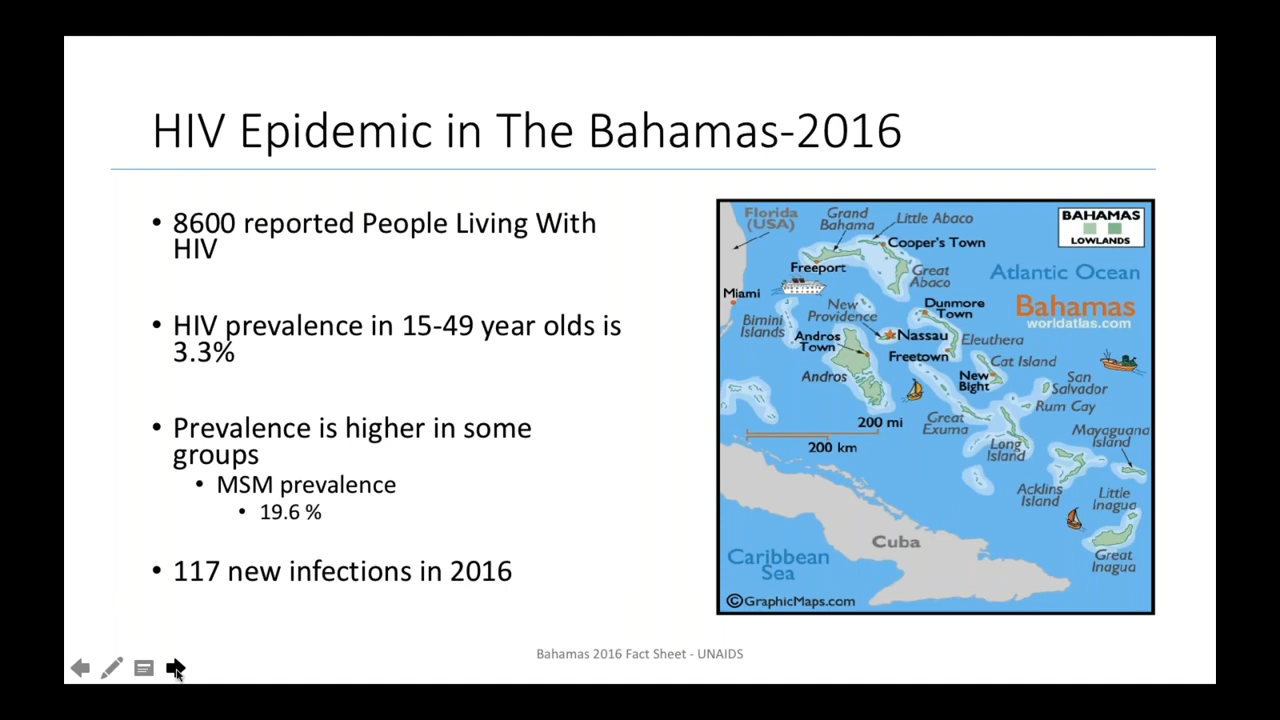 HIV Epidemic in The Bahamas-2016
• 8600 reported People Living With
HIV
• HIV prevalence in 15-49 year olds is
3.3%
• Prevalence is higher in some
groups
• MSM prevalence
• 19.6 %
• 117 new infections in 2016
Florida
(USA)
Grand
Bahama
Little Abaco
BAHAMAS
LOWLANDS
Cooper's Town
Freeport
Great
Abaco
Atlantic Ocean
Miami
New
Providence
Dunmore
Town
Bahamas
worldatlas.com
Bimini
Islands
Andros
Town
Nassau
Eleuthera
Freetown
Cat Island
Andros
New
Bight
San
Salvador
Rum Cay
200 mi
200 km
Great
Exuma
Long
Island
Mayaguana
Island
Acklins
Island
Little
Inagua
Cuba
Caribbean
Sea
Great
Inagua
©GraphicMaps.com
Bahamas 2016 Fact Sheet - UNAIDS